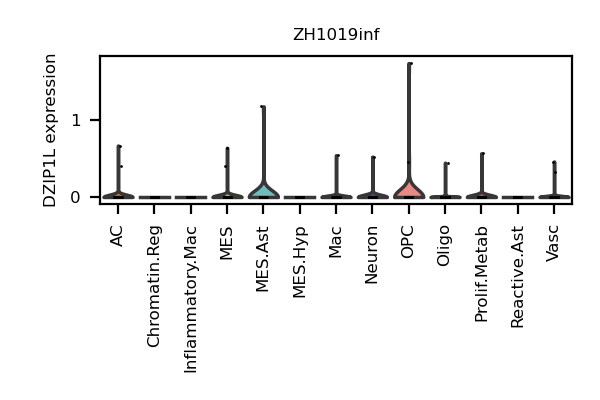 ZH1019inf
DZIP1L expression
1
0
AC
Chromatin.Reg
Inflammatory.Mac
MES
MES.Ast
MES.Hyp
Mac
Neuron
OPC
Oligo
Prolif.Metab
Reactive.Ast
Vasc